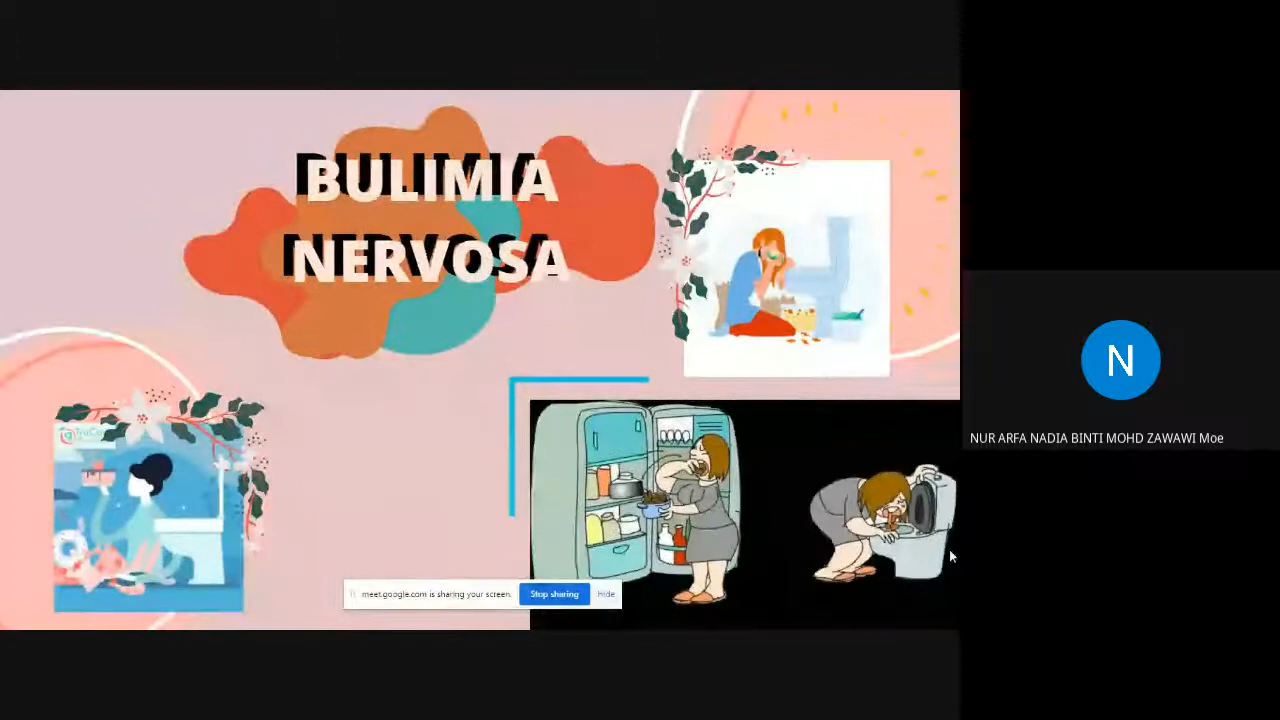 BULIMIA
NERVOSA
meet.google.com is sharing your screen.
Stop sharing
Hide
N
NUR ARFA NADIA BINTI MOHD ZAWAWI Moe